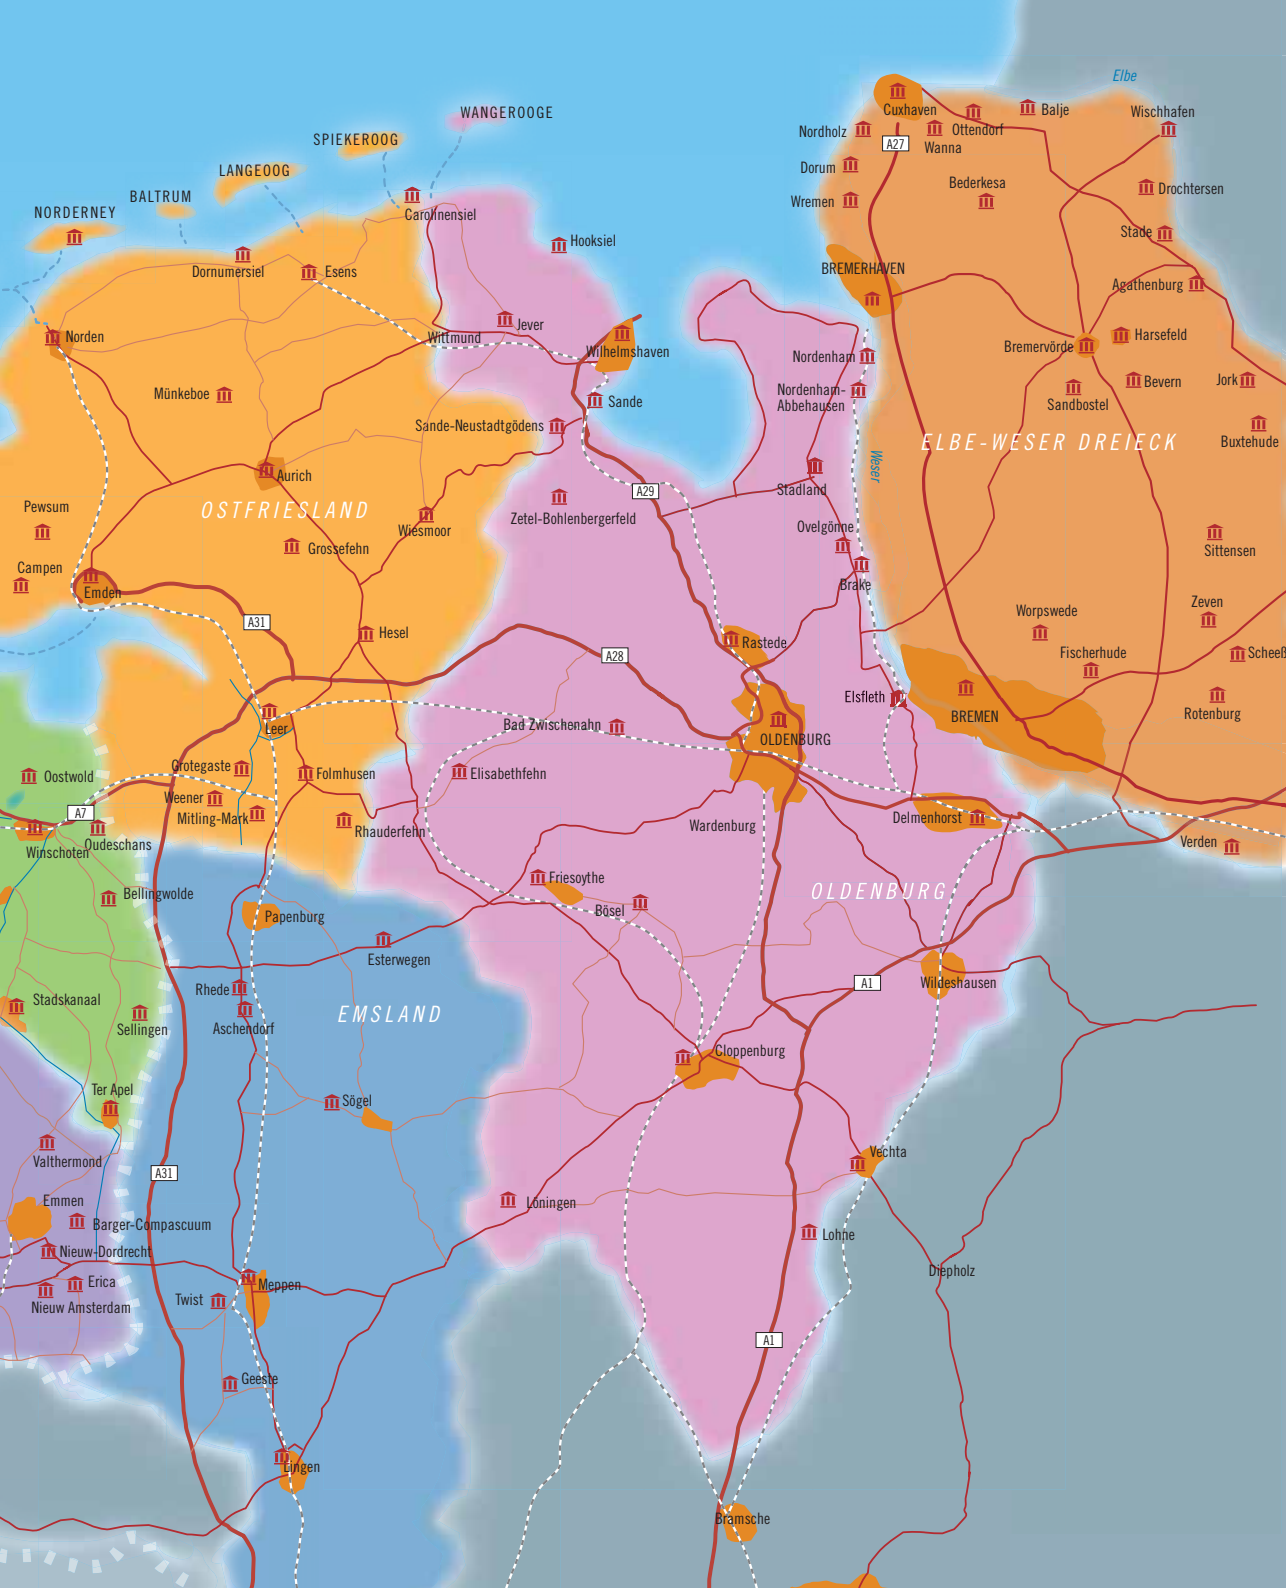 Elbe
WANGEROOGE
SPIEKEROOG
LANGEOOG
BALTRUM
NORDERNEY
Cuxhaven
Balje
Wischhafen
Nordholz
A27
Ottendorf
Wanna
Dorum
Bederkesa
Drochtersen
Wremen
Carolinensiel
Stade
Hooksiel
Dornumersiel
Esens
BREMERHAVEN
Agathenburg
Norden
Wittmund
Jever
Wilhelmshaven
Nordenham
Bremervörde
Harsefeld
Münkeboe
Sande
Nordenham-
Abbehausen
Sandbostel
Bevern
Jork
Sande-Neustadtgödens
Buxtehude
ELBE-WESER DREIECK
Weser
Aurich
Stadland
A29
OSTFRIESLAND
Pewsum
Wiesmoor
Zetel-Bohlenbergerfeld
Ovelgönne
Grossefehn
Sittensen
Campen
Emden
Brake
Zeven
Worpswede
A31
Hesel
A28
Rastede
Fischerhude
Scheeß
Elsfleth
BREMEN
Rotenburg
Leer
Bad Zwischenahn
OLDENBURG
Oostwold
Grotegaste
Folmhusen
Elisabethfehn
Weener
A7
Mitling-Mark
Rhauderfehn
Wardenburg
Delmenhorst
Winschoten
Oudeschans
Verden
Bellingwolde
Friesoythe
OLDENBURG
Papenburg
Bösel
Esterwegen
Rhede
A1
Wildeshausen
Stadskanaal
Sellingen
Aschendorf
EMSLAND
Cloppenburg
Ter Apel
Sögel
Valthermond
A31
Vechta
Emmen
Löningen
Barger-Compascuum
Lohne
Nieuw-Dordrecht
Diepholz
Erica
Meppen
Nieuw Amsterdam
Twist
A1
Geeste
Lingen
Bramsche